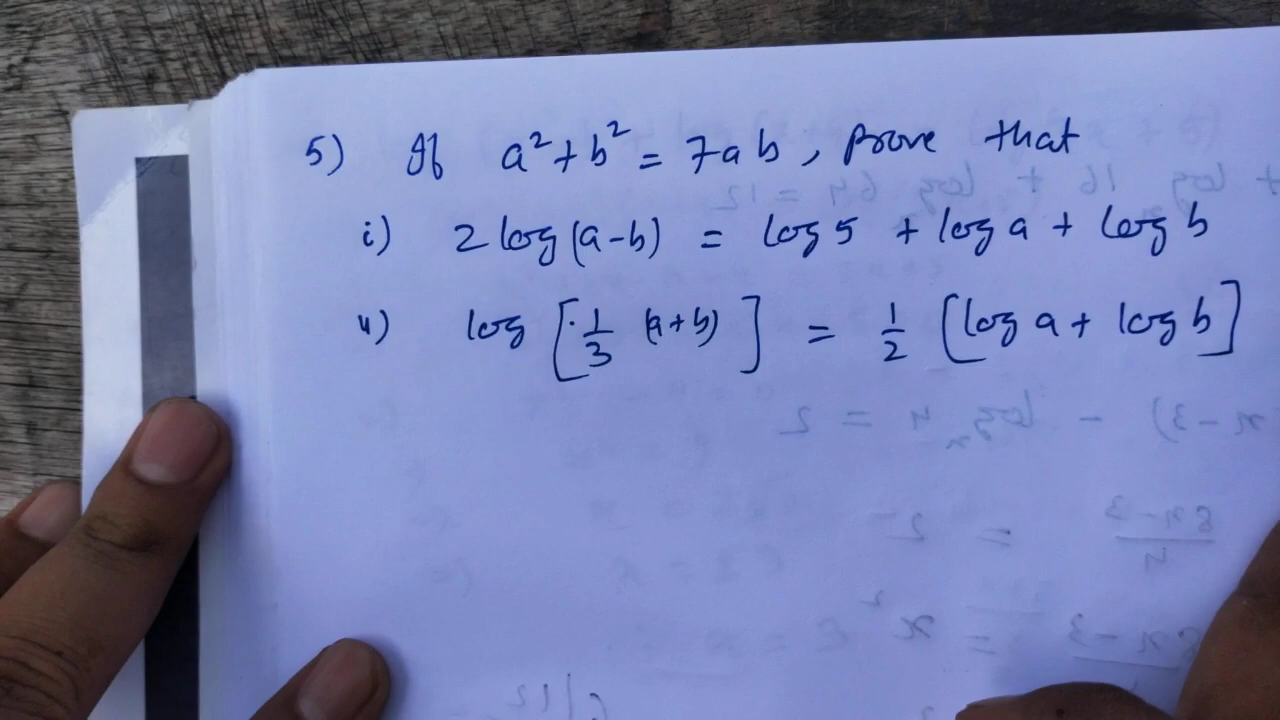 5) If a² + b² = 7ab, prove that
i) 2 log (a-b) = log 5 + log a + log b
ii) log [1/3 (a+b)] = 1/2 [log a + log b]